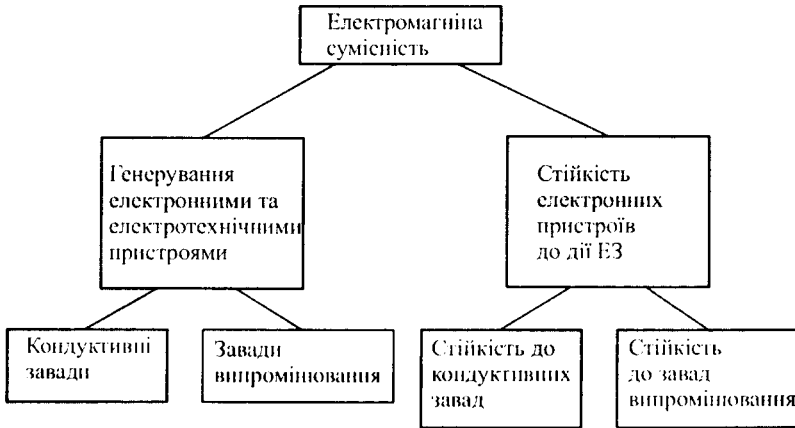 Електромагніна
сумісність
Генерування
електронними та
електротехнічними
пристроями
Стійкість
електронних
пристроїв
до дії ЕЗ
Кондуктивні
завади
Завади
випромінювання
Стійкість до
кондуктивних
завад
Стійкість
до завад
випромінювання